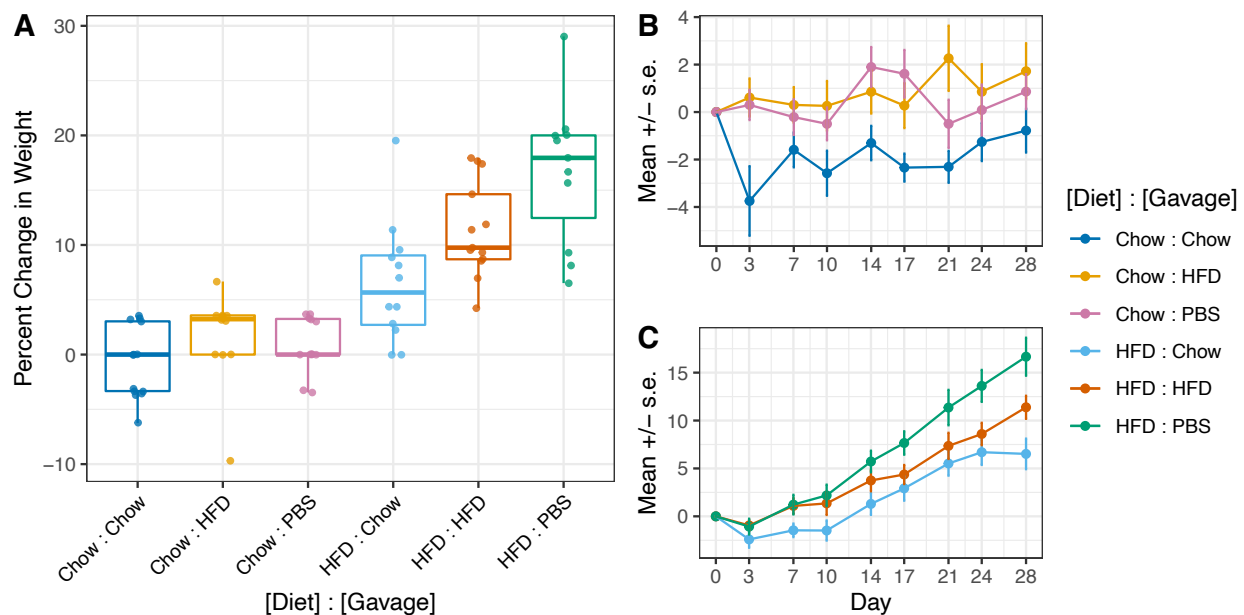 A
Percent Change in Weight
30
20
10
0
−10
Chow : Chow
Chow : HFD
Chow : PBS
HFD : Chow
HFD : HFD
HFD : PBS
[Diet] : [Gavage]
B
Mean +/− s.e.
4
2
0
−2
−4
0 3 7 10 14 17 21 24 28
C
Mean +/− s.e.
15
10
5
0
0 3 7 10 14 17 21 24 28
Day
[Diet] : [Gavage]
Chow : Chow
Chow : HFD
Chow : PBS
HFD : Chow
HFD : HFD
HFD : PBS